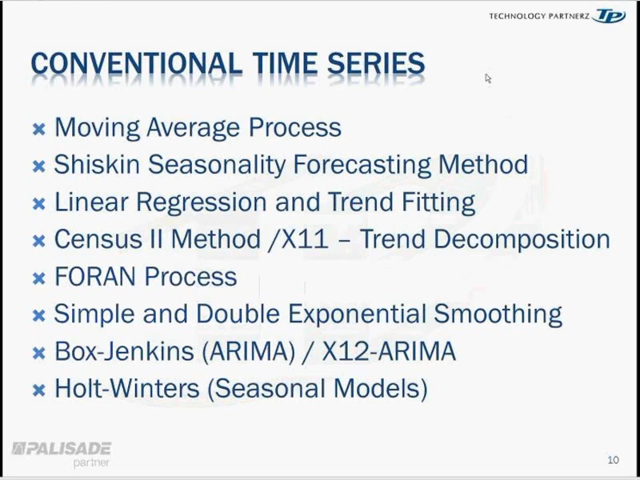 TECHNOLOGY PARTNERZ TP
CONVENTIONAL TIME SERIES
Moving Average Process
Shiskin Seasonality Forecasting Method
Linear Regression and Trend Fitting
Census II Method /X11 – Trend Decomposition
FORAN Process
Simple and Double Exponential Smoothing
Box-Jenkins (ARIMA) / X12-ARIMA
Holt-Winters (Seasonal Models)
PALISADE
partner
10